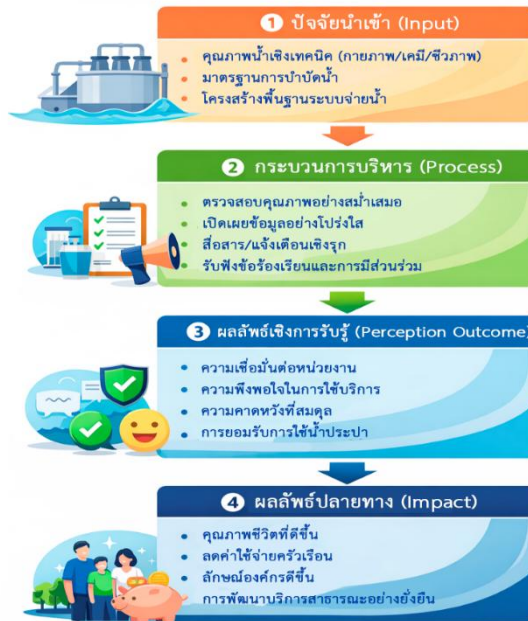 1 ปัจจัยนำเข้า (Input)
• คุณภาพน้ำเชิงเทคนิค (กายภาพ/เคมี/ชีวภาพ)
• มาตรฐานการบำบัดน้ำ
• โครงสร้างพื้นฐานระบบจ่ายน้ำ
2 กระบวนการบริหาร (Process)
• ตรวจสอบคุณภาพอย่างสม่ำเสมอ
• เปิดเผยข้อมูลอย่างโปร่งใส
• สื่อสาร/แจ้งเตือนเชิงรุก
• รับฟังข้อร้องเรียนและการมีส่วนร่วม
3 ผลลัพธ์เชิงการรับรู้ (Perception Outcome)
• ความเชื่อมั่นต่อหน่วยงาน
• ความพึงพอใจในการใช้บริการ
• ความคาดหวังที่สมดุล
• การยอมรับการใช้น้ำประปา
4 ผลลัพธ์ปลายทาง (Impact)
• คุณภาพชีวิตที่ดีขึ้น
• ลดค่าใช้จ่ายครัวเรือน
• ลักษณ์องค์กรดีขึ้น
การพัฒนาบริการสาธารณะอย่างยั่งยืน